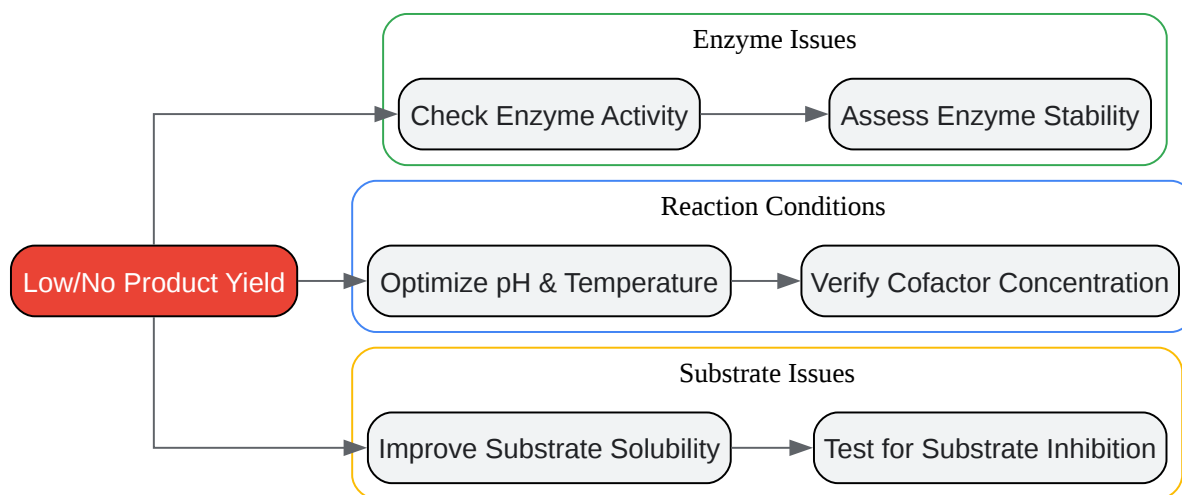 Enzyme Issues
Check Enzyme Activity
Assess Enzyme Stability
Reaction Conditions
Low/No Product Yield
Optimize pH & Temperature
Verify Cofactor Concentration
Substrate Issues
Improve Substrate Solubility
Test for Substrate Inhibition